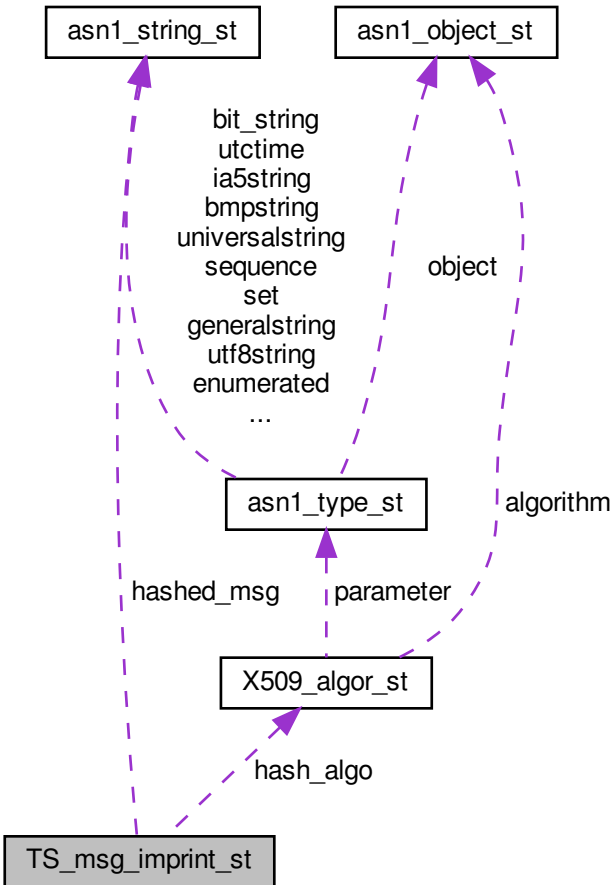 asn1_string_st
asn1_object_st
bit_string
utctime
ia5string
bmpstring
universalstring
sequence
set
generalstring
utf8string
enumerated
...
object
asn1_type_st
algorithm
hashed_msg
parameter
X509_algor_st
hash_algo
TS_msg_imprint_st